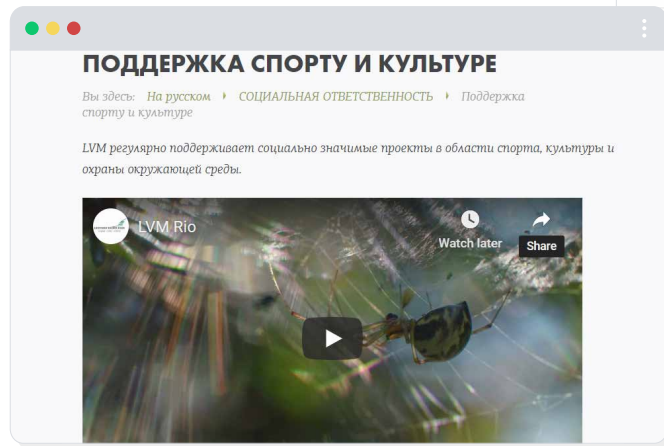 ПОДДЕРЖКА СПОРТУ И КУЛЬТУРЕ
Вы здесь: На русском СОЦИАЛЬНАЯ ОТВЕТСТВЕННОСТЬ Поддержка
спорту и культуре
LVM регулярно поддерживает социально значимые проекты в области спорта, культуры и
охраны окружающей среды.
LVM Rio
Watch later
Share